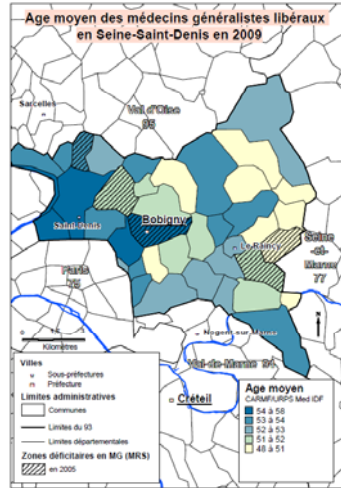 Age moyen des médecins généralistes libéraux
en Seine-Saint-Denis en 2009
Sarcelles
Val d'Oise
95
Saint-Denis
Bobigny
Le Raincy
Seine
-et-
Marne
77
Paris
75
Kilomètres
Nogent-sur-Marne
Val-de-Marne 94
Créteil
Villes
Sous-préfectures
Préfecture
Limites administratives
Communes
Limites du 93
Limites départementales
Zones déficitaires en MG (MRS)
en 2005
N
Age moyen
CARMF/URPS Med IDF
54 à 58
53 à 54
52 à 53
51 à 52
48 à 51